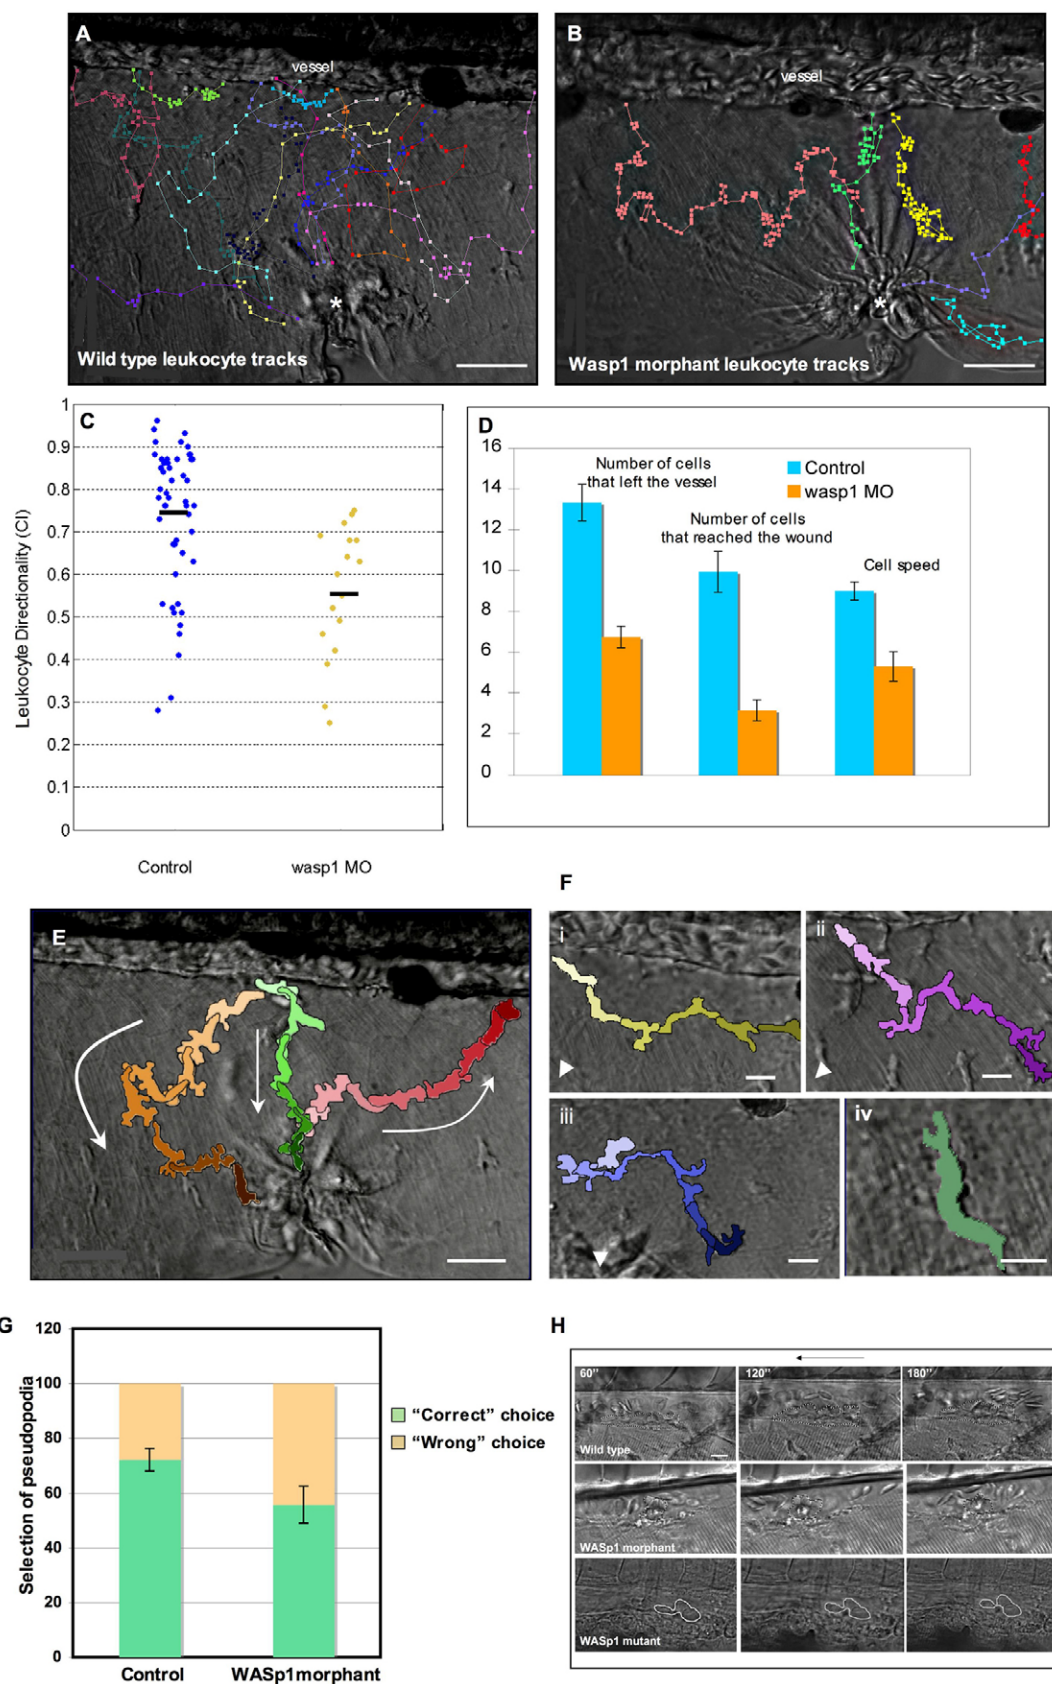 A
vessel
*
Wild type leukocyte tracks
B
vessel
*
Wasp1 morphant leukocyte tracks
C
Leukocyte Directionality (CI)
1
0.9
0.8
0.7
0.6
0.5
0.4
0.3
0.2
0.1
0
Control
wasp1 MO
D
16
14
12
10
8
6
4
2
0
Number of cells
that left the vessel
Number of cells
that reached the wound
Cell speed
Control
wasp1 MO
E
F
i
ii
iii
iv
G
Selection of pseudopodia
120
100
80
60
40
20
0
Control
WASp1morphant
"Correct" choice
"Wrong" choice
H
60''
120''
180''
Wild type
WASp1 morphant
WASp1 mutant